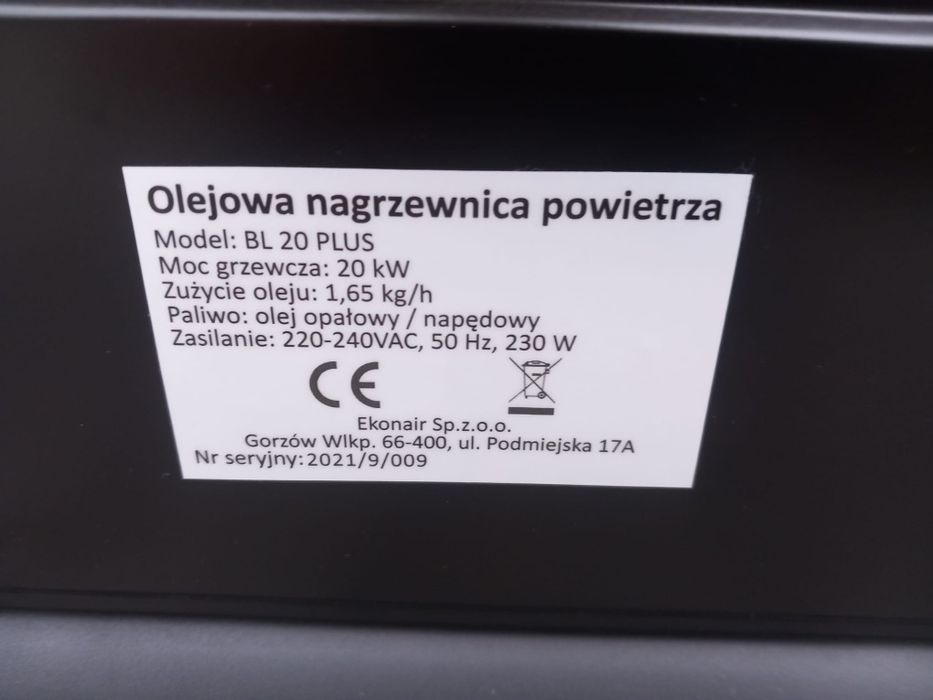 Olejowa nagrzewnica powietrza
Model: BL 20 PLUS
Moc grzewcza: 20 kW
Zużycie oleju: 1,65 kg/h
Paliwo: olej opałowy / napędowy
Zasilanie: 220-240VAC, 50 Hz, 230 W
CE
Ekonair Sp.z.o.o.
Gorzów Wlkp. 66-400, ul. Podmiejska 17A
Nr seryjny:2021/9/009